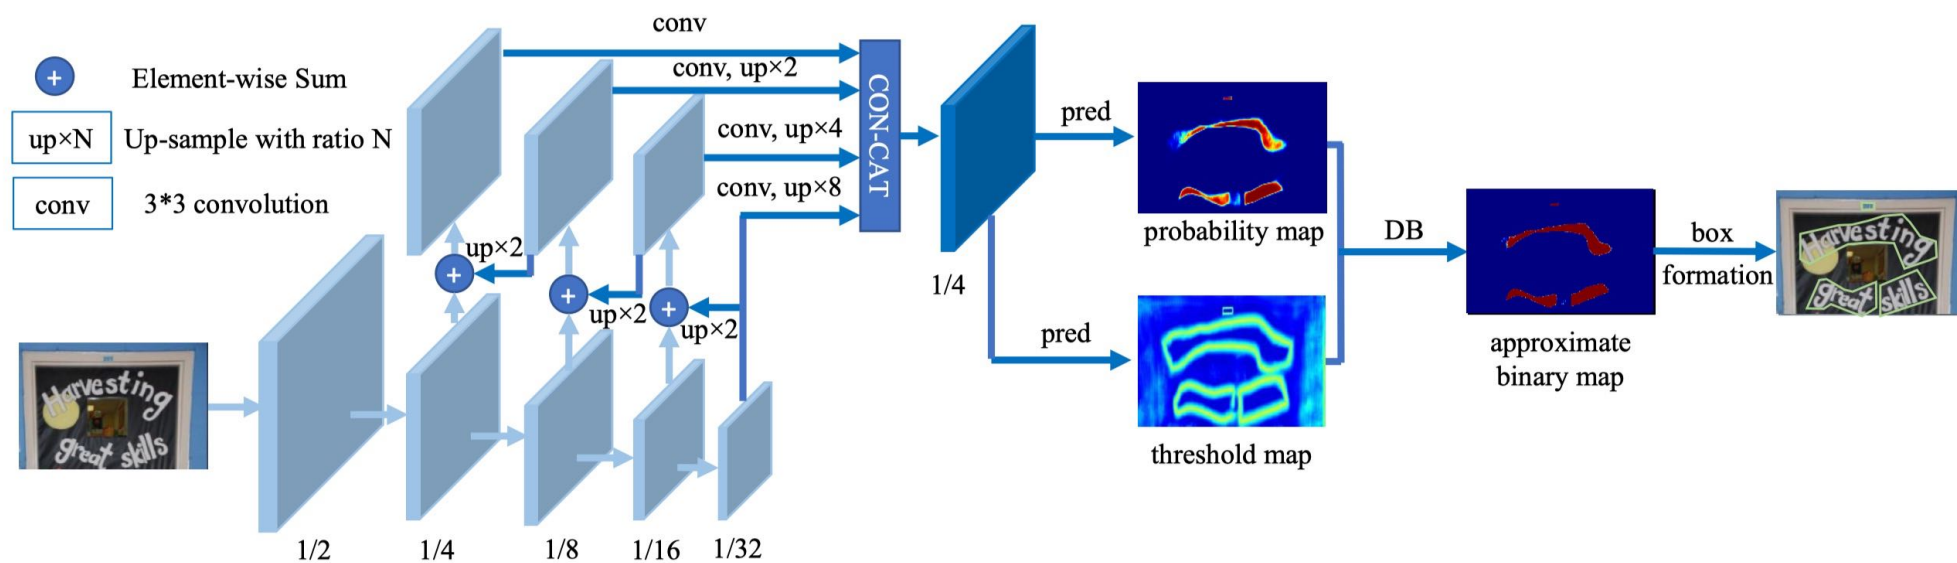 Element-wise Sum
up×N Up-sample with ratio N
conv 3*3 convolution
conv
conv, up×2
conv, up×4
conv, up×8
CON-CAT
up×2
up×2
up×2
1/2
1/4
1/8
1/16
1/32
1/4
pred
pred
probability map
threshold map
DB
approximate
binary map
box
formation
Harvesting
great skills
Harvesting
great skills